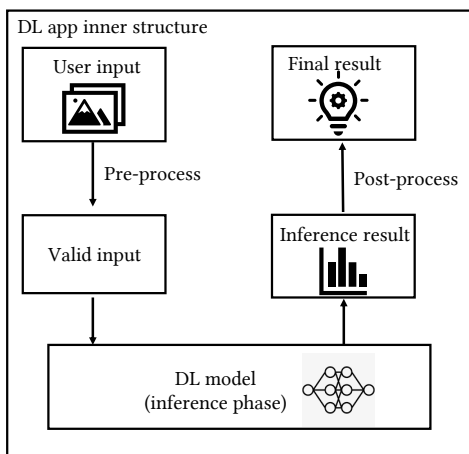 DL app inner structure
User input
Final result
Pre-process
Post-process
Valid input
Inference result
DL model
(inference phase)